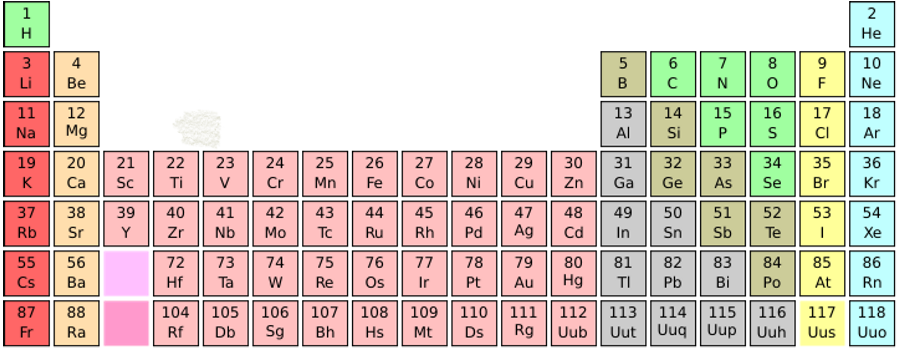 1 2
H He
3 4 5 6 7 8 9 10
Li Be B C N O F Ne
11 12 13 14 15 16 17 18
Na Mg Al Si P S Cl Ar
19 20 21 22 23 24 25 26 27 28 29 30 31 32 33 34 35 36
K Ca Sc Ti V Cr Mn Fe Co Ni Cu Zn Ga Ge As Se Br Kr
37 38 39 40 41 42 43 44 45 46 47 48 49 50 51 52 53 54
Rb Sr Y Zr Nb Mo Tc Ru Rh Pd Ag Cd In Sn Sb Te I Xe
55 56 72 73 74 75 76 77 78 79 80 81 82 83 84 85 86
Cs Ba Hf Ta W Re Os Ir Pt Au Hg Tl Pb Bi Po At Rn
87 88 104 105 106 107 108 109 110 111 112 113 114 115 116 117 118
Fr Ra Rf Db Sg Bh Hs Mt Ds Rg Uub Uut Uuq Uup Uuh Uus Uuo